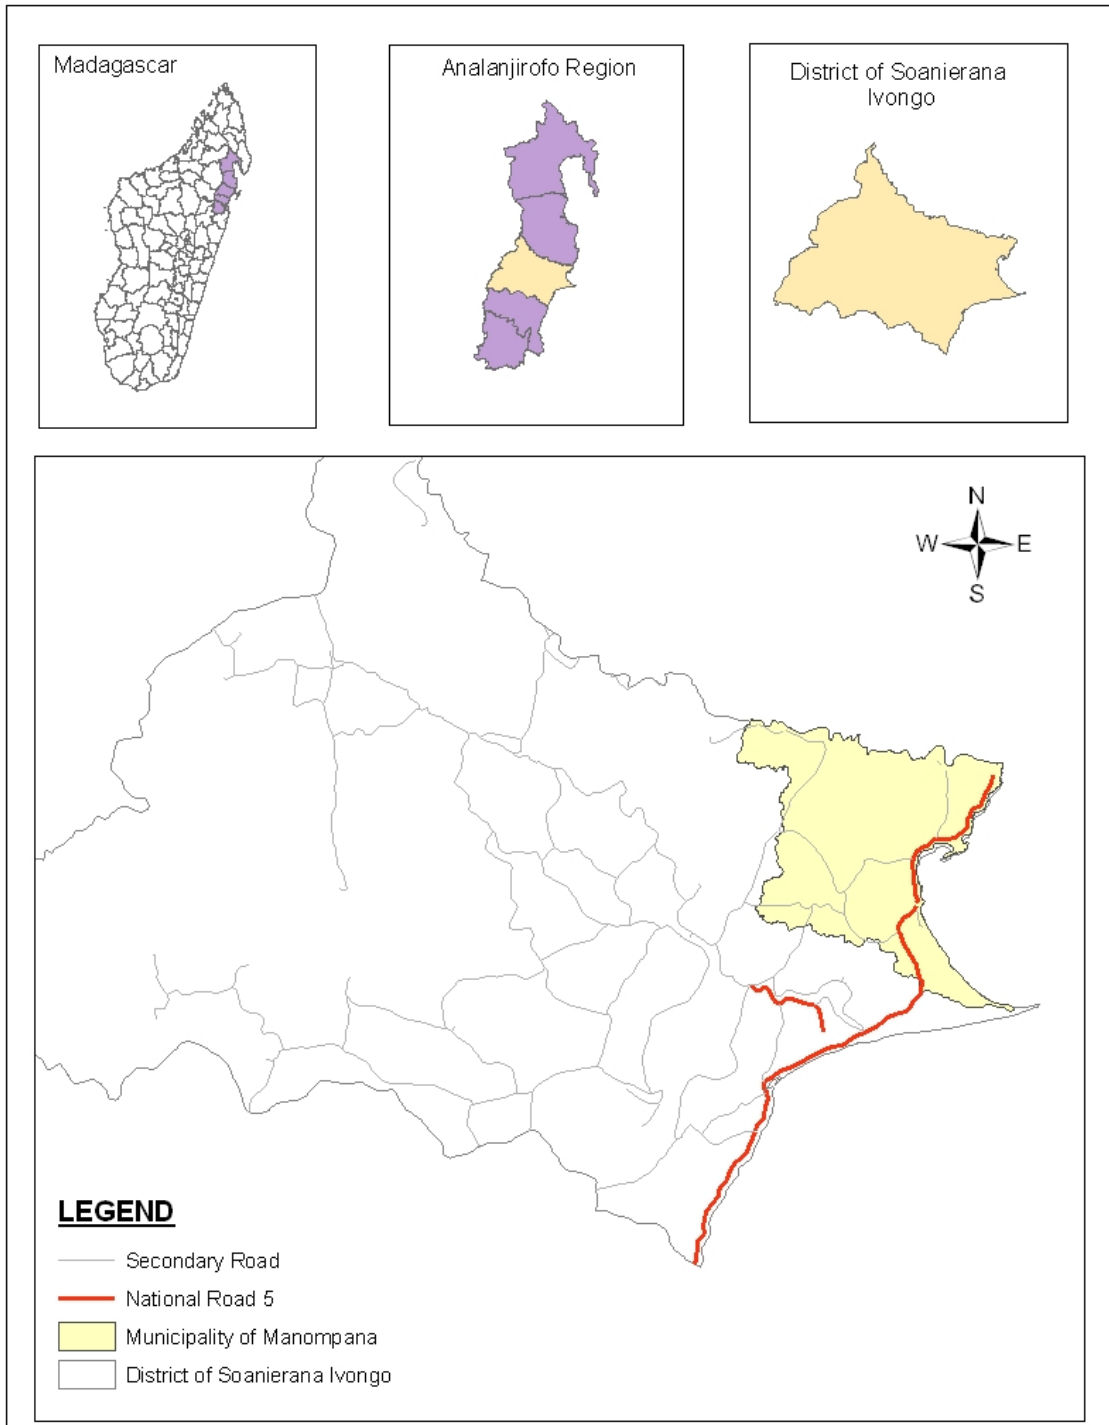 Madagascar
Analanjirofo Region
District of Soanierana
Ivongo
N
W E
S
LEGEND
Secondary Road
National Road 5
Municipality of Manompana
District of Soanierana Ivongo